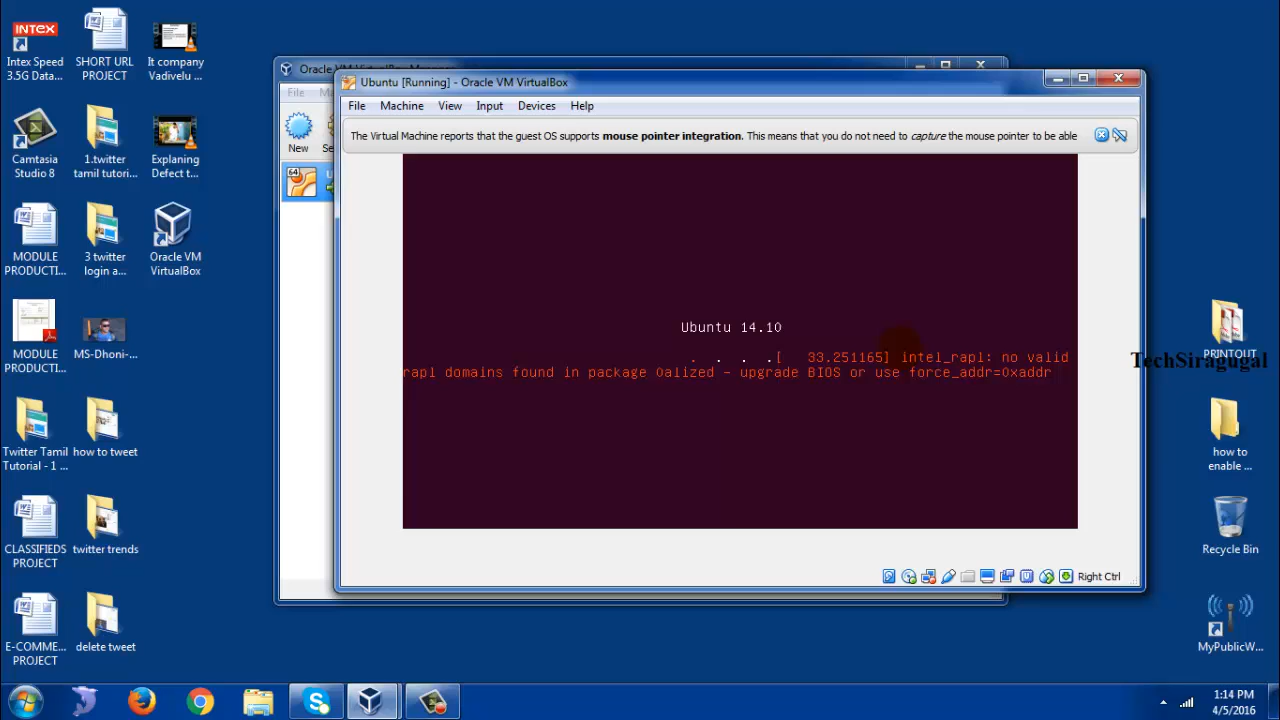 INTEX
Intex Speed
3.5G Data...
SHORT URL
PROJECT
It company
Vadivelu ...
Camtasia
Studio 8
1.twitter
tamil tutori...
Explaning
Defect t...
MODULE
PRODUCTI...
3 twitter
login a...
Oracle VM
VirtualBox
MODULE
PRODUCTI...
MS-Dhoni-...
Twitter Tamil
Tutorial - 1 ...
how to tweet
CLASSIFIEDS
PROJECT
twitter trends
E-COMME...
PROJECT
delete tweet
Oracle VM VirtualBox
File
New
64
Ubuntu [Running] - Oracle VM VirtualBox
File Machine View Input Devices Help
The Virtual Machine reports that the guest OS supports mouse pointer integration. This means that you do not need to capture the mouse pointer to be able
Ubuntu 14.10
. . . .[ 33.251165] intel_rapl: no valid
rapl domains found in package 0alized - upgrade BIOS or use force_addr=0xaddr
Right Ctrl
PRINTOUT
TechSiragugal
how to
enable ...
Recycle Bin
MyPublicW...
1:14 PM
4/5/2016